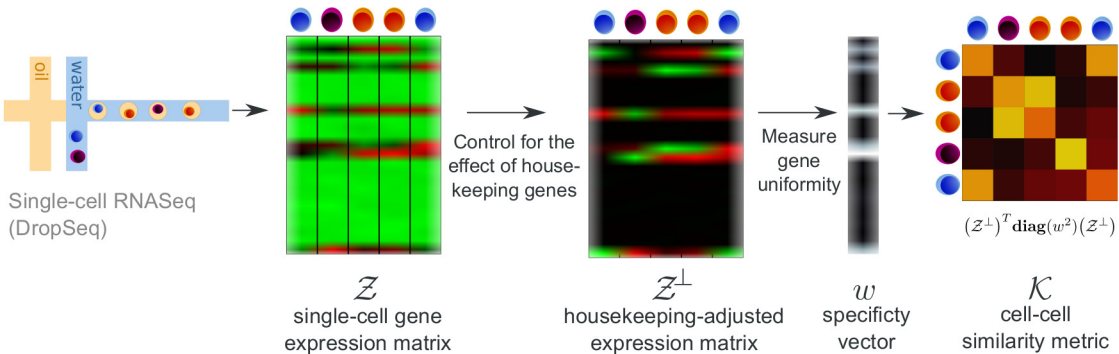 oil
water
Single-cell RNASeq
(DropSeq)
Control for the
effect of house-
keeping genes
Measure
gene
uniformity
𝒵
single-cell gene
expression matrix
𝒵⊥
housekeeping-adjusted
expression matrix
w
specificty
vector
(𝒵⊥)ᵀ diag(w²)(𝒵⊥)
𝒦
cell-cell
similarity metric